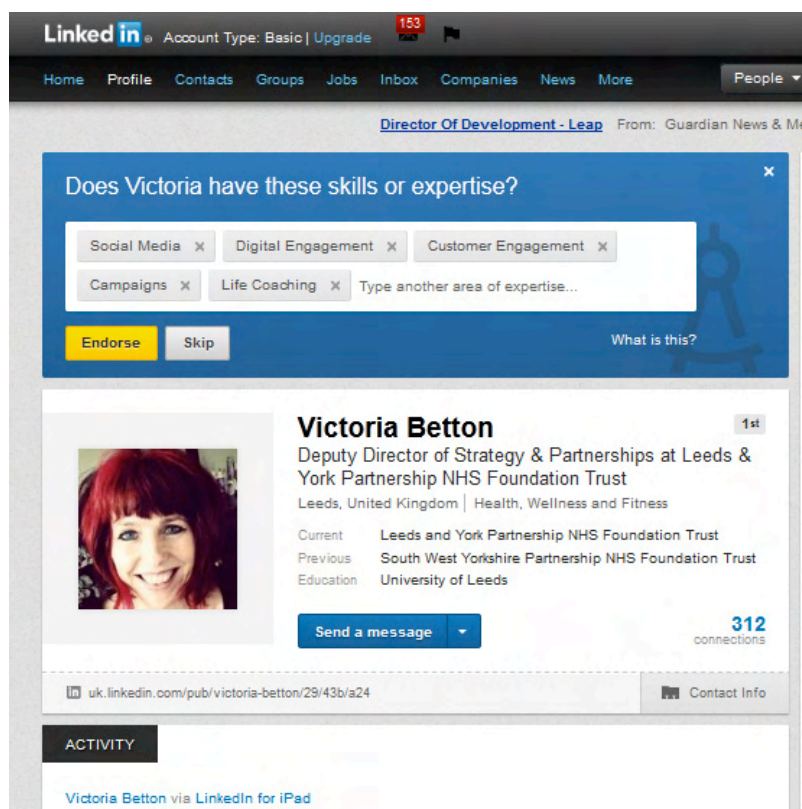 Linked in ® Account Type: Basic | Upgrade 153
Home Profile Contacts Groups Jobs Inbox Companies News More People
Director Of Development - Leap From: Guardian News & Me
Does Victoria have these skills or expertise? ×
Social Media × Digital Engagement × Customer Engagement ×
Campaigns × Life Coaching × Type another area of expertise...
Endorse Skip What is this?
Victoria Betton 1st
Deputy Director of Strategy & Partnerships at Leeds &
York Partnership NHS Foundation Trust
Leeds, United Kingdom | Health, Wellness and Fitness
Current Leeds and York Partnership NHS Foundation Trust
Previous South West Yorkshire Partnership NHS Foundation Trust
Education University of Leeds
Send a message 312
connections
in uk.linkedin.com/pub/victoria-betton/29/43b/a24 Contact Info
ACTIVITY
Victoria Betton via LinkedIn for iPad